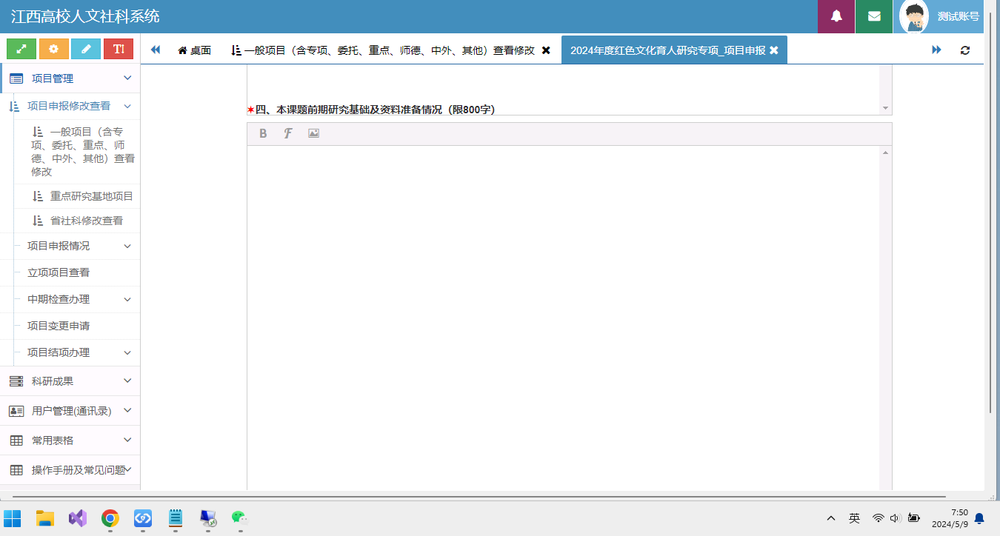 江西高校人文社科系统
测试账号
TI
桌面
一般项目（含专项、委托、重点、师德、中外、其他）查看修改
2024年度红色文化育人研究专项_项目申报
项目管理
项目申报修改查看
一般项目（含专
项、委托、重点、师
德、中外、其他）查看
修改
重点研究基地项目
省社科修改查看
项目申报情况
立项项目查看
中期检查办理
项目变更申请
项目结项办理
科研成果
用户管理(通讯录)
常用表格
操作手册及常见问题
✶四、本课题前期研究基础及资料准备情况（限800字）
B F
英
7:50
2024/5/9